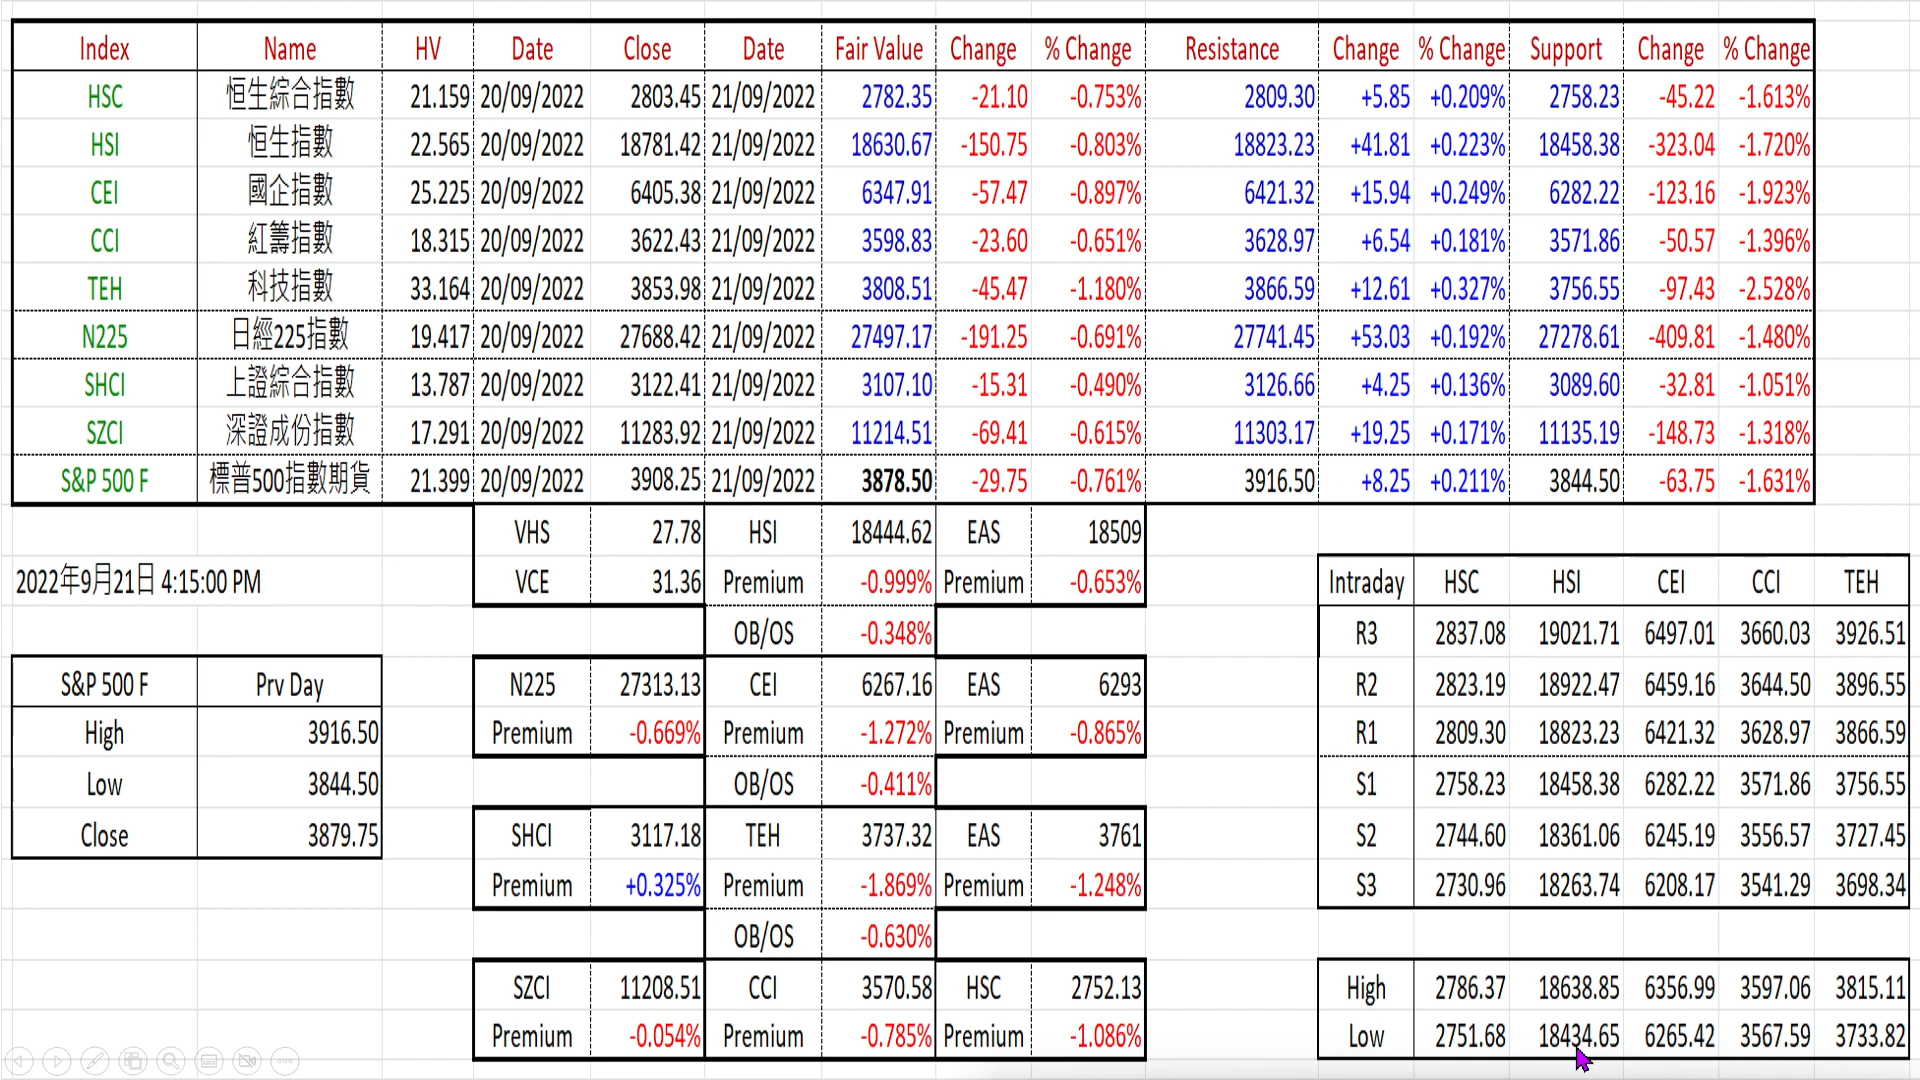 Index Name HV Date Close Date Fair Value Change % Change Resistance Change % Change Support Change % Change
HSC 恒生綜合指數 21.159 20/09/2022 2803.45 21/09/2022 2782.35 -21.10 -0.753% 2809.30 +5.85 +0.209% 2758.23 -45.22 -1.613%
HSI 恒生指數 22.565 20/09/2022 18781.42 21/09/2022 18630.67 -150.75 -0.803% 18823.23 +41.81 +0.223% 18458.38 -323.04 -1.720%
CEI 國企指數 25.225 20/09/2022 6405.38 21/09/2022 6347.91 -57.47 -0.897% 6421.32 +15.94 +0.249% 6282.22 -123.16 -1.923%
CCI 紅籌指數 18.315 20/09/2022 3622.43 21/09/2022 3598.83 -23.60 -0.651% 3628.97 +6.54 +0.181% 3571.86 -50.57 -1.396%
TEH 科技指數 33.164 20/09/2022 3853.98 21/09/2022 3808.51 -45.47 -1.180% 3866.59 +12.61 +0.327% 3756.55 -97.43 -2.528%
N225 日經225指數 19.417 20/09/2022 27688.42 21/09/2022 27497.17 -191.25 -0.691% 27741.45 +53.03 +0.192% 27278.61 -409.81 -1.480%
SHCI 上證綜合指數 13.787 20/09/2022 3122.41 21/09/2022 3107.10 -15.31 -0.490% 3126.66 +4.25 +0.136% 3089.60 -32.81 -1.051%
SZCI 深證成份指數 17.291 20/09/2022 11283.92 21/09/2022 11214.51 -69.41 -0.615% 11303.17 +19.25 +0.171% 11135.19 -148.73 -1.318%
S&P 500 F 標普500指數期貨 21.399 20/09/2022 3908.25 21/09/2022 3878.50 -29.75 -0.761% 3916.50 +8.25 +0.211% 3844.50 -63.75 -1.631%
VHS 27.78 HSI 18444.62 EAS 18509
2022年9月21日 4:15:00 PM VCE 31.36 Premium -0.999% Premium -0.653% Intraday HSC HSI CEI CCI TEH
OB/OS -0.348% R3 2837.08 19021.71 6497.01 3660.03 3926.51
S&P 500 F Prv Day N225 27313.13 CEI 6267.16 EAS 6293 R2 2823.19 18922.47 6459.16 3644.50 3896.55
High 3916.50 Premium -0.669% Premium -1.272% Premium -0.865% R1 2809.30 18823.23 6421.32 3628.97 3866.59
Low 3844.50 OB/OS -0.411% S1 2758.23 18458.38 6282.22 3571.86 3756.55
Close 3879.75 SHCI 3117.18 TEH 3737.32 EAS 3761 S2 2744.60 18361.06 6245.19 3556.57 3727.45
Premium +0.325% Premium -1.869% Premium -1.248% S3 2730.96 18263.74 6208.17 3541.29 3698.34
OB/OS -0.630%
SZCI 11208.51 CCI 3570.58 HSC 2752.13 High 2786.37 18638.85 6356.99 3597.06 3815.11
Premium -0.054% Premium -0.785% Premium -1.086% Low 2751.68 18434.65 6265.42 3567.59 3733.82